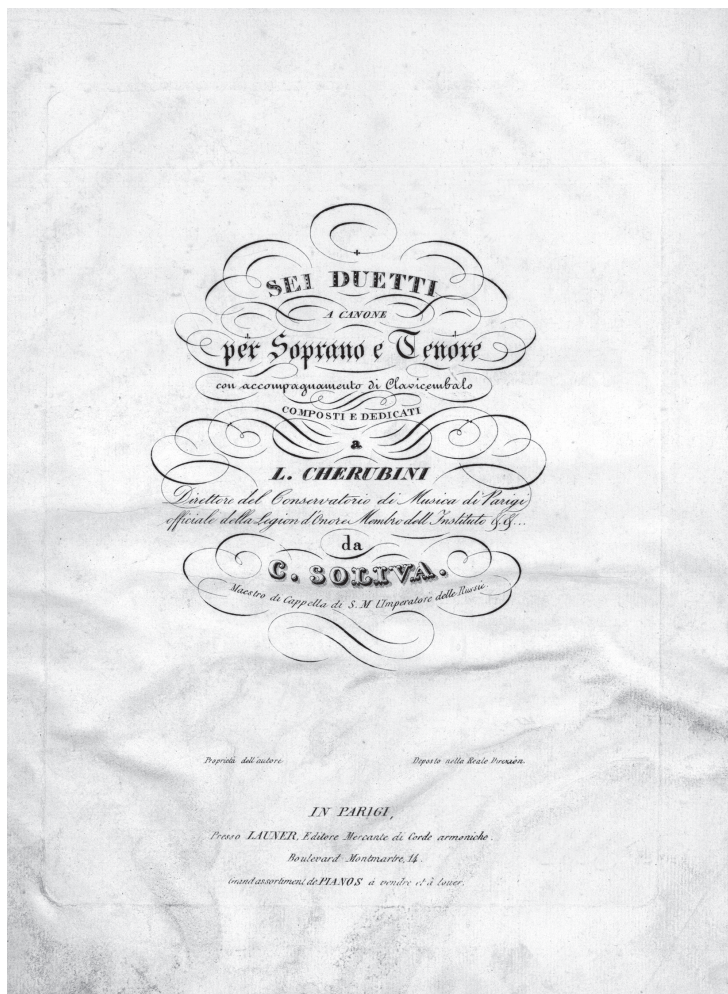 SEI DUETTI
A CANONE
per Soprano e Tenore
con accompagnamento di Clavicembalo
COMPOSTI E DEDICATI
a
L. CHERUBINI
Direttore del Conservatorio di Musica di Parigi
officiale della Legion d'Onore Membro dell'Instituto &.&...
da
C. SOLIVA.
Maestro di Cappella di S. M l'Imperatore delle Russie.
Proprietà dell'autore.
Deposto nella Reale Direzion.
IN PARIGI,
Presso LAUNER, Editore Mercante di Corde armoniche.
Boulevard Montmartre, 14.
Grand assortiment de PIANOS à vendre et à louer.